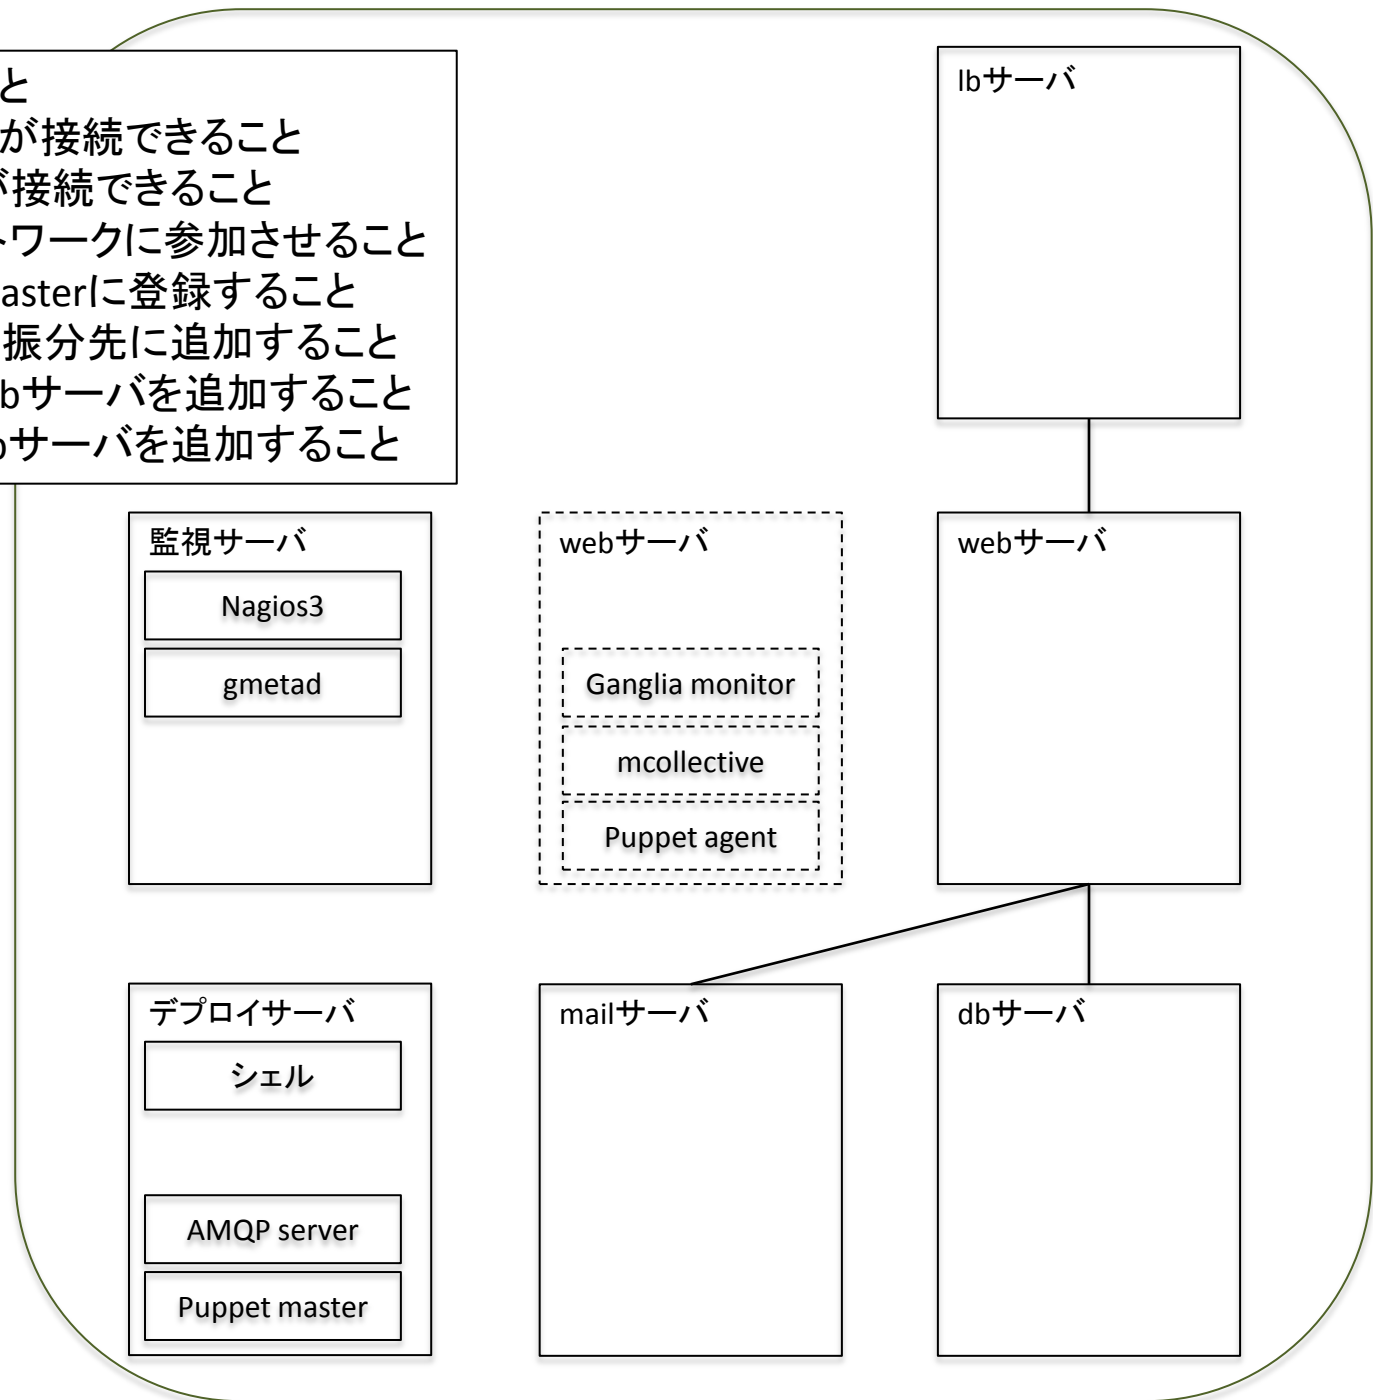 と
が接続できること
が接続できること
トワークに参加させること
asterに登録すること
振分先に追加すること
bサーバを追加すること
サーバを追加すること
lbサーバ
監視サーバ
Nagios3
gmetad
webサーバ
Ganglia monitor
mcollective
Puppet agent
webサーバ
デプロイサーバ
シェル
AMQP server
Puppet master
mailサーバ
dbサーバ